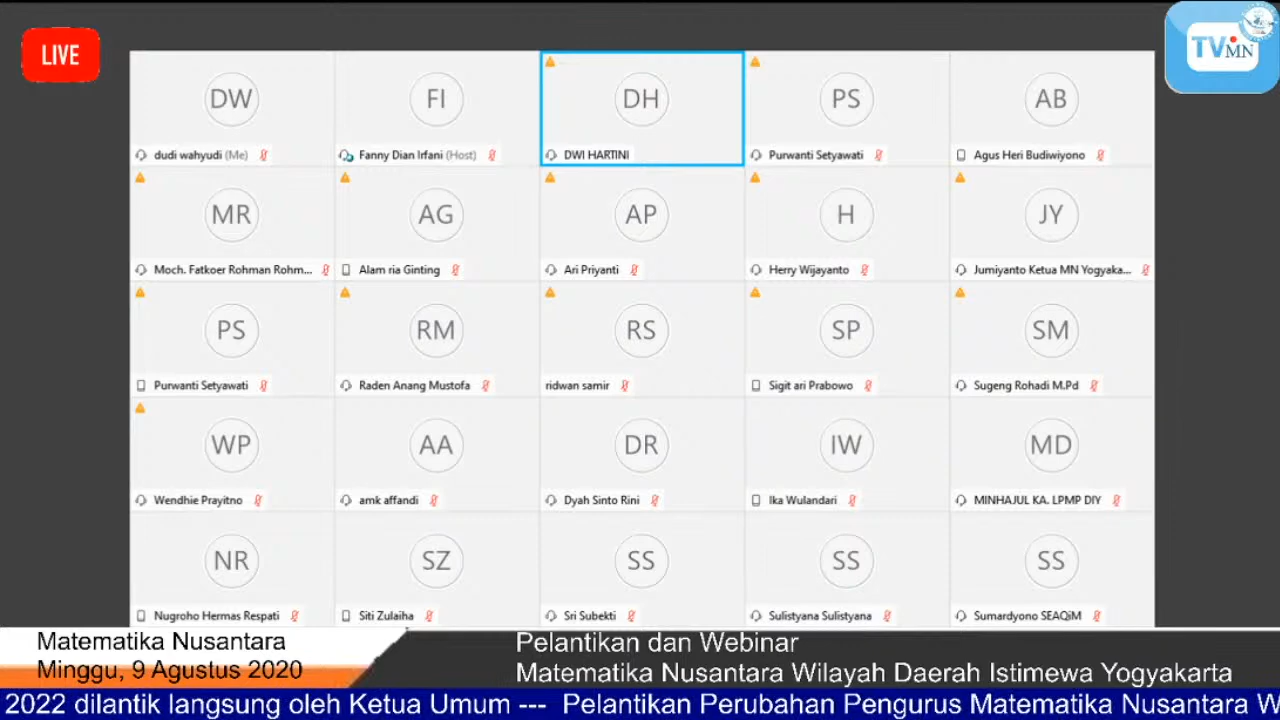 LIVE
TVMN
DW
FI
DH
PS
AB
dudi wahyudi (Me)
Fanny Dian Irfani (Host)
DWI HARTINI
Purwanti Setyawati
Agus Heri Budiwiyono
MR
AG
AP
H
JY
Moch. Fatkoer Rohman Rohm...
Alam ria Ginting
Ari Priyanti
Herry Wijayanto
Jumiyanto Ketua MN Yogyaka...
PS
RM
RS
SP
SM
Purwanti Setyawati
Raden Anang Mustofa
ridwan samir
Sigit ari Prabowo
Sugeng Rohadi M.Pd
WP
AA
DR
IW
MD
Wendhie Prayitno
amk affandi
Dyah Sinto Rini
Ika Wulandari
MINHAJUL KA. LPMP DIY
NR
SZ
SS
SS
SS
Nugroho Hermas Respati
Siti Zulaiha
Sri Subekti
Sulistyana Sulistyana
Sumardyono SEAQiM
Matematika Nusantara
Minggu, 9 Agustus 2020
Pelantikan dan Webinar
Matematika Nusantara Wilayah Daerah Istimewa Yogyakarta
2022 dilantik langsung oleh Ketua Umum --- Pelantikan Perubahan Pengurus Matematika Nusantara W